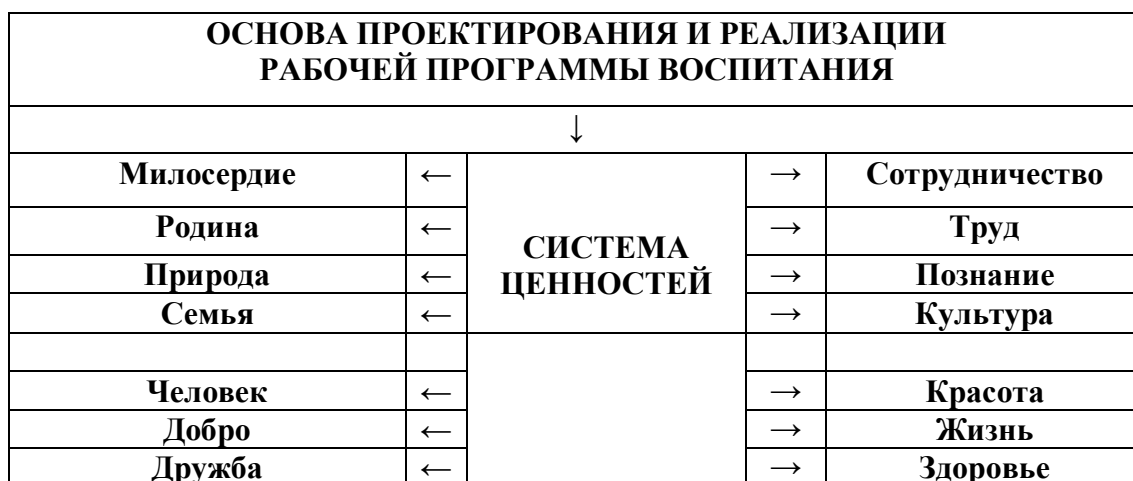 ОСНОВА ПРОЕКТИРОВАНИЯ И РЕАЛИЗАЦИИ
РАБОЧЕЙ ПРОГРАММЫ ВОСПИТАНИЯ
↓
Милосердие ← → Сотрудничество
Родина ← → Труд
СИСТЕМА
ЦЕННОСТЕЙ
Природа ← → Познание
Семья ← → Культура
Человек ← → Красота
Добро ← → Жизнь
Дружба ← → Здоровье